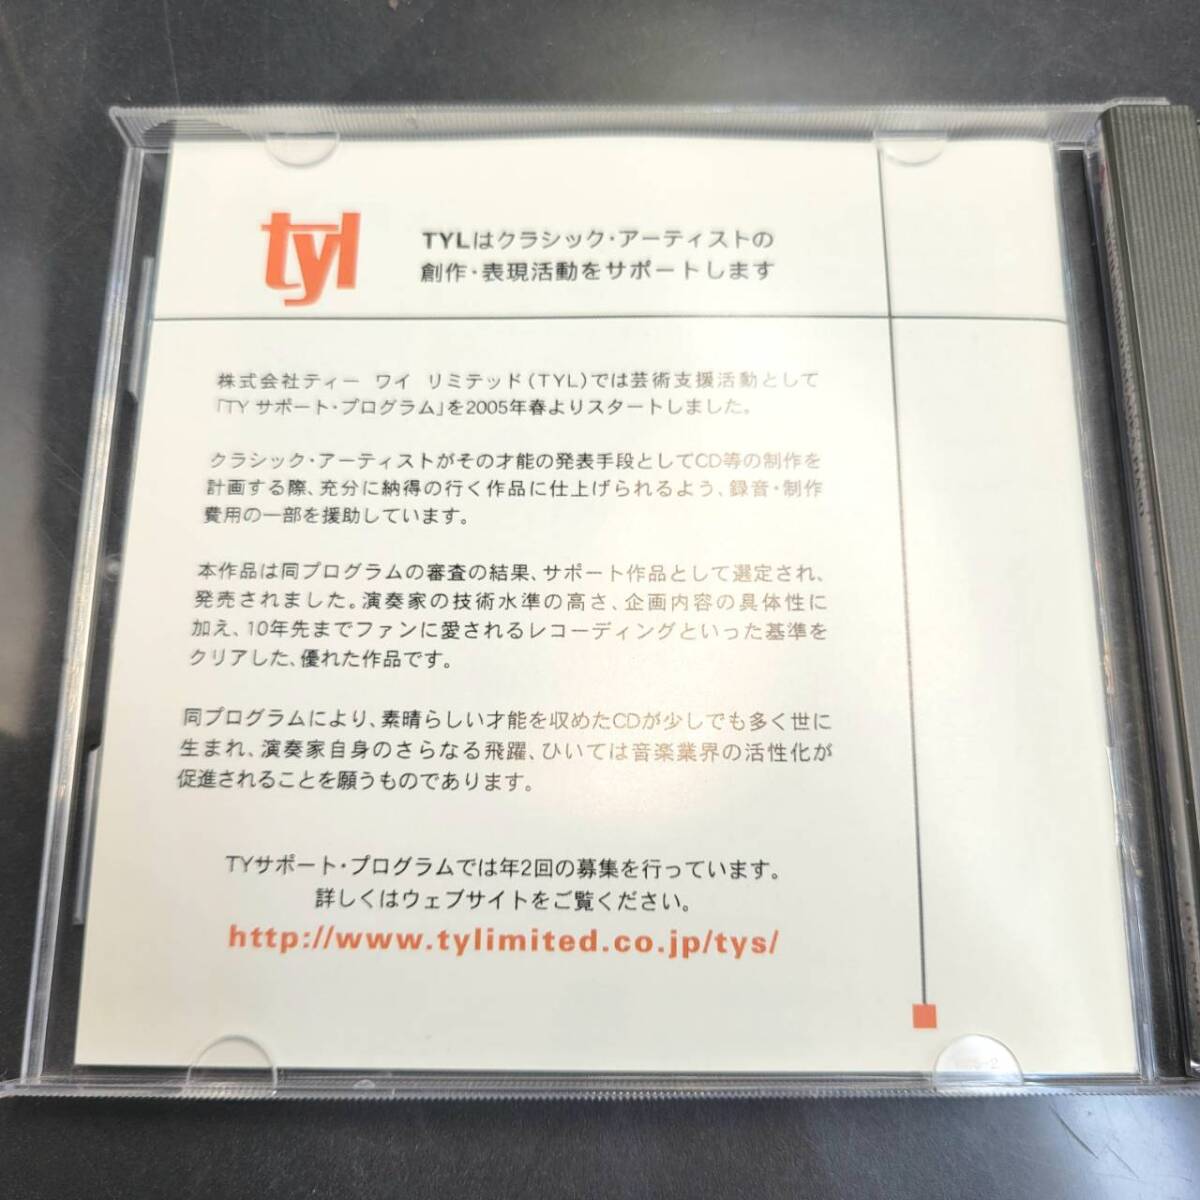 tyl
TYLはクラシック・アーティストの
創作・表現活動をサポートします
株式会社ティー ワイ リミテッド(TYL)では芸術支援活動として
「TY サポート・プログラム」を2005年春よりスタートしました。
クラシック・アーティストがその才能の発表手段としてCD等の制作を
計画する際、充分に納得の行く作品に仕上げられるよう、録音・制作
費用の一部を援助しています。
本作品は同プログラムの審査の結果、サポート作品として選定され、
発売されました。演奏家の技術水準の高さ、企画内容の具体性に
加え、10年先までファンに愛されるレコーディングといった基準を
クリアした、優れた作品です。
同プログラムにより、素晴らしい才能を収めたCDが少しでも多く世に
生まれ、演奏家自身のさらなる飛躍、ひいては音楽業界の活性化が
促進されることを願うものであります。
TYサポート・プログラムでは年2回の募集を行っています。
詳しくはウェブサイトをご覧ください。
http://www.tylimited.co.jp/tys/